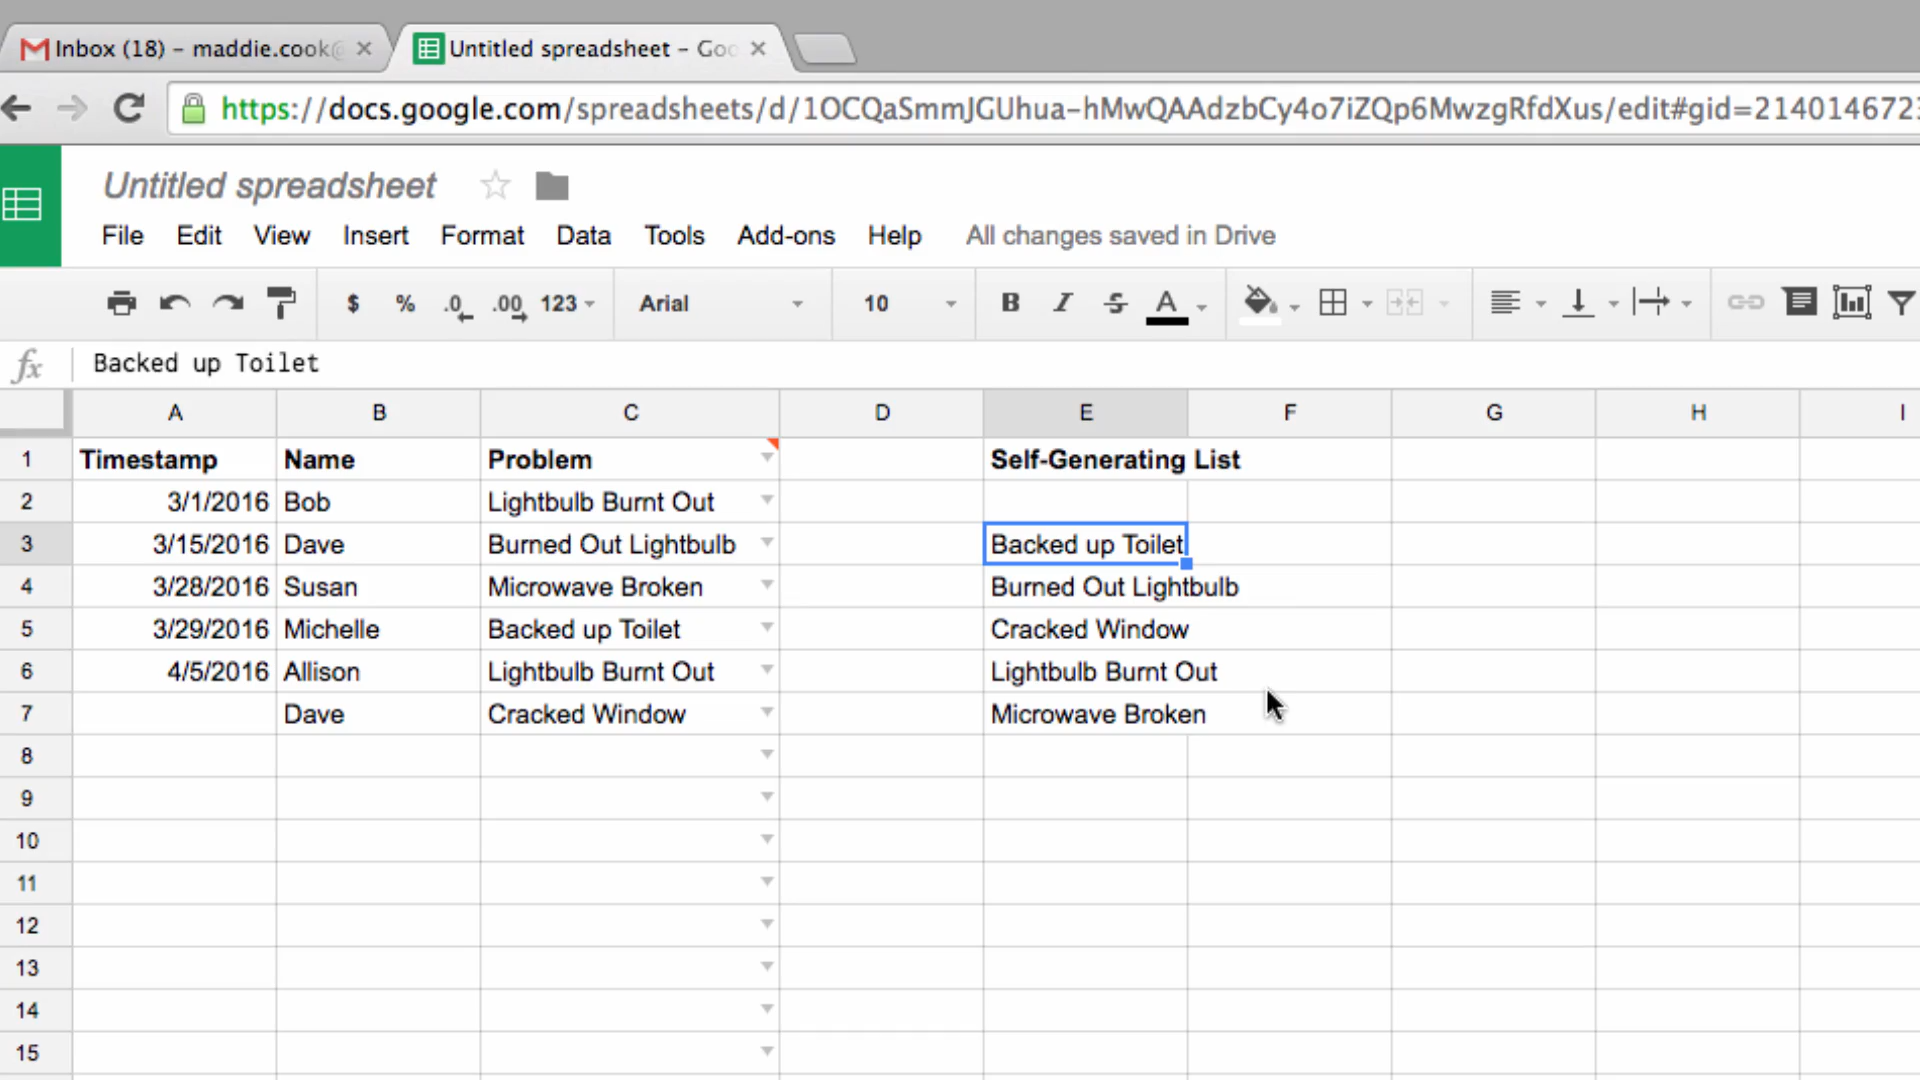 Inbox (18) – maddie.cook@ Untitled spreadsheet – Goo
https://docs.google.com/spreadsheets/d/1OCQaSmmJGUhua-hMwQAAdzbCy4o7iZQp6MwzgRfdXus/edit#gid=214014672
Untitled spreadsheet
File Edit View Insert Format Data Tools Add-ons Help All changes saved in Drive
$ % .0 .00 123 Arial 10 B I S A
fx Backed up Toilet
A B C D E F G H I
1 Timestamp Name Problem Self-Generating List
2 3/1/2016 Bob Lightbulb Burnt Out
3 3/15/2016 Dave Burned Out Lightbulb Backed up Toilet
4 3/28/2016 Susan Microwave Broken Burned Out Lightbulb
5 3/29/2016 Michelle Backed up Toilet Cracked Window
6 4/5/2016 Allison Lightbulb Burnt Out Lightbulb Burnt Out
7 Dave Cracked Window Microwave Broken
8
9
10
11
12
13
14
15